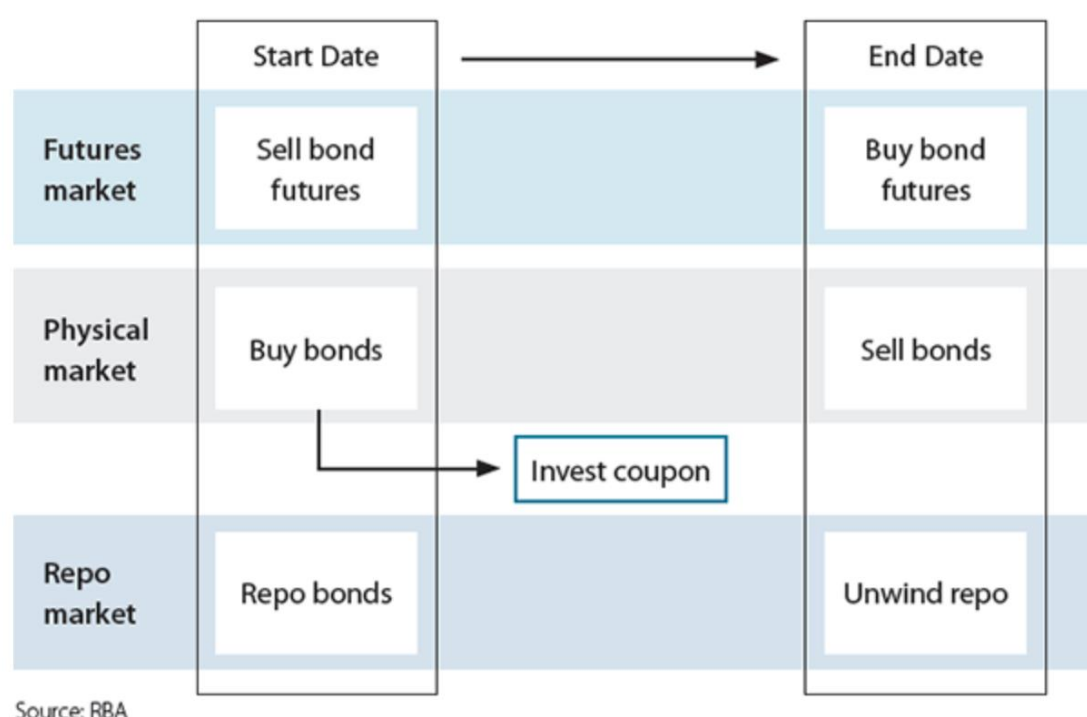 Start Date
End Date
Futures
market
Sell bond
futures
Buy bond
futures
Physical
market
Buy bonds
Sell bonds
Invest coupon
Repo
market
Repo bonds
Unwind repo
Source: RBA